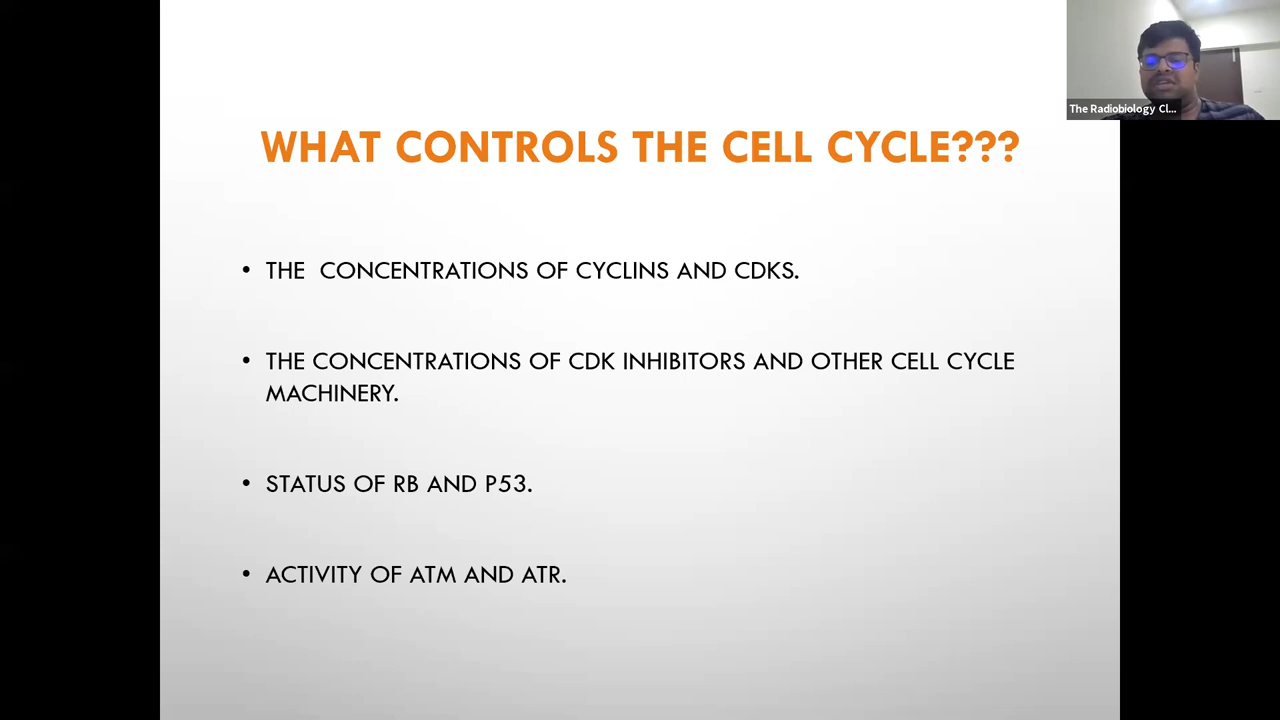 The Radiobiology Cl...
WHAT CONTROLS THE CELL CYCLE???
• THE CONCENTRATIONS OF CYCLINS AND CDKS.
• THE CONCENTRATIONS OF CDK INHIBITORS AND OTHER CELL CYCLE
MACHINERY.
• STATUS OF RB AND P53.
• ACTIVITY OF ATM AND ATR.